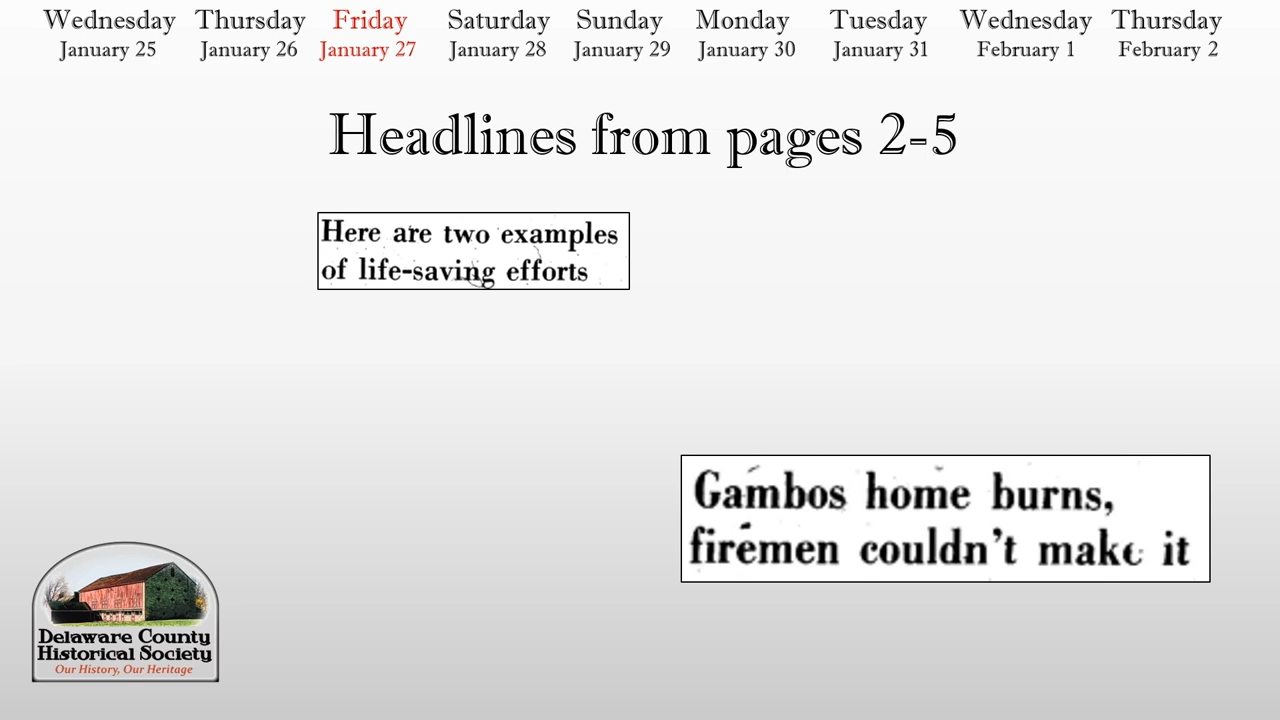 Wednesday Thursday Friday Saturday Sunday Monday Tuesday Wednesday Thursday
January 25 January 26 January 27 January 28 January 29 January 30 January 31 February 1 February 2
Headlines from pages 2-5
Here are two examples
of life-saving efforts
Gambos home burns,
firemen couldn't make it
Delaware County
Historical Society
Our History, Our Heritage